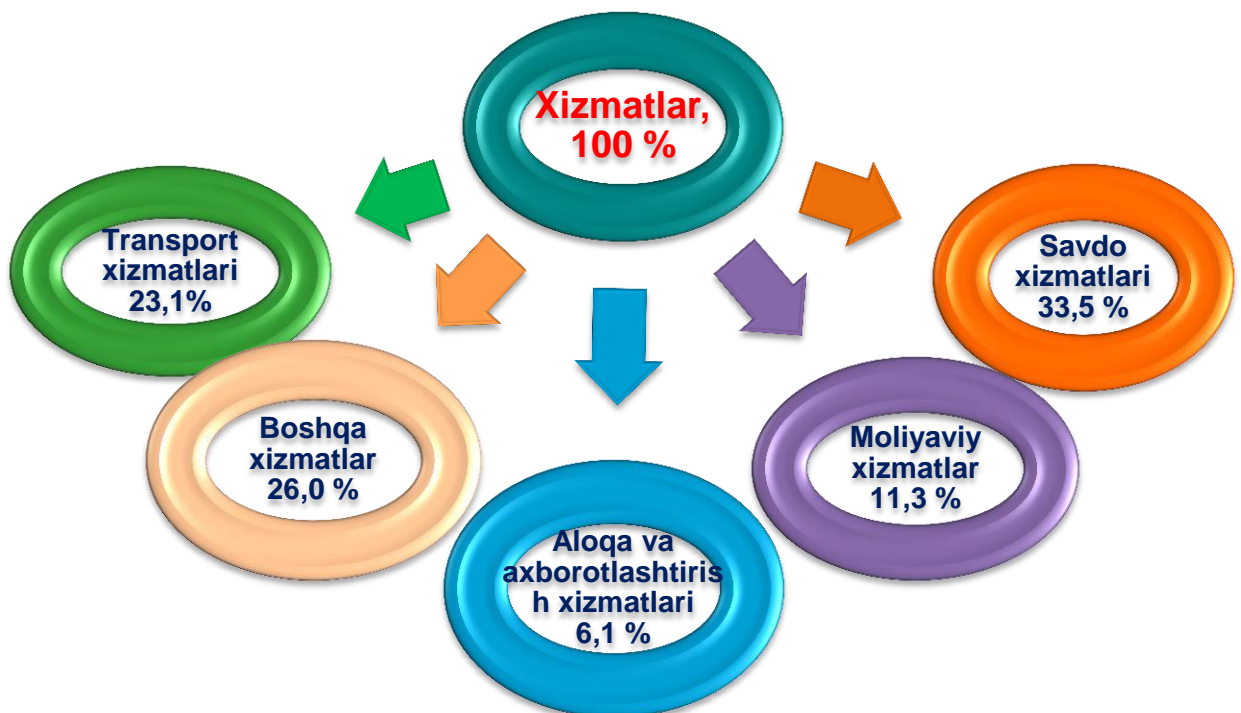 Xizmatlar,
100 %
Transport
xizmatlari
23,1%
Savdo
xizmatlari
33,5 %
Boshqa
xizmatlar
26,0 %
Moliyaviy
xizmatlar
11,3 %
Aloqa va
axborotlashtiris
h xizmatlari
6,1 %